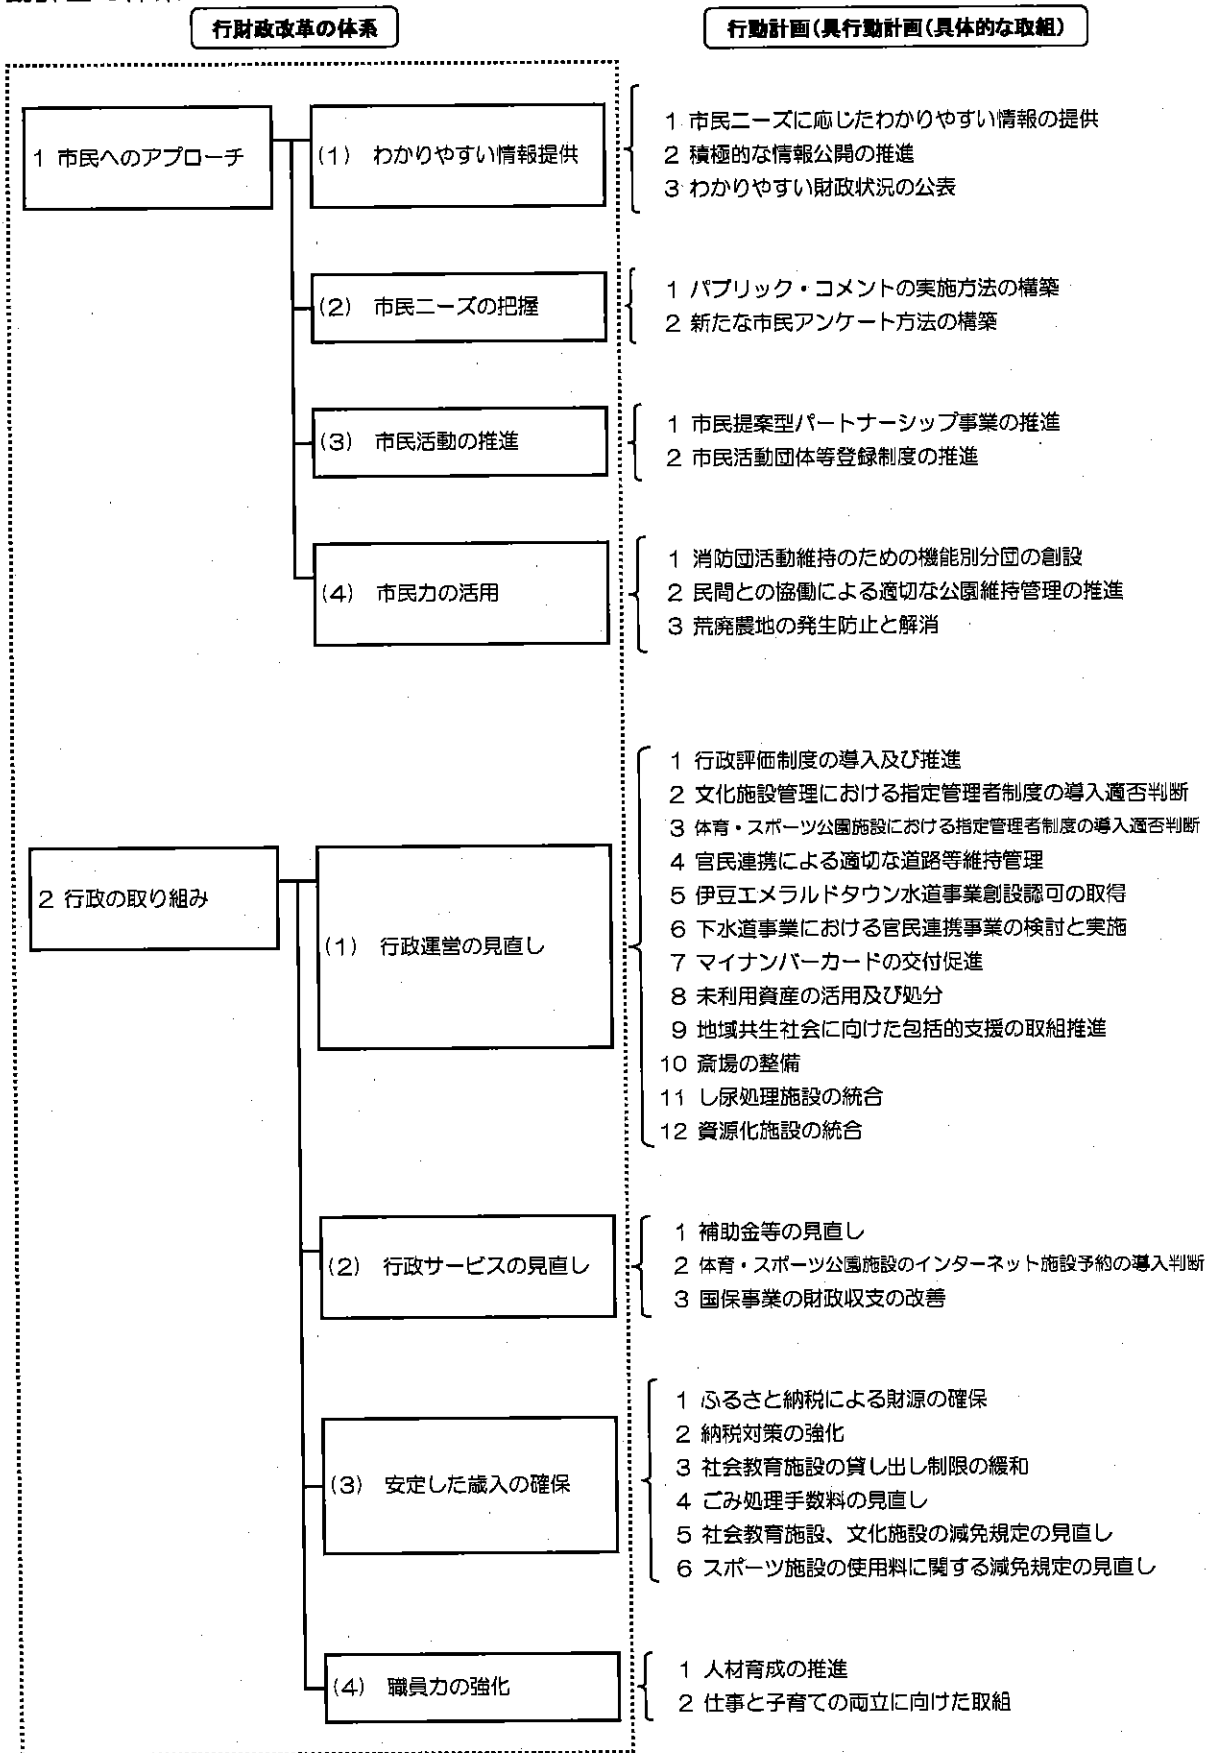 行財政改革の体系
行動計画(具行動計画(具体的な取組)
1 市民へのアプローチ
(1) わかりやすい情報提供
1 市民ニーズに応じたわかりやすい情報の提供
2 積極的な情報公開の推進
3 わかりやすい財政状況の公表
(2) 市民ニーズの把握
1 パブリック・コメントの実施方法の構築
2 新たな市民アンケート方法の構築
(3) 市民活動の推進
1 市民提案型パートナーシップ事業の推進
2 市民活動団体等登録制度の推進
(4) 市民力の活用
1 消防団活動維持のための機能別分団の創設
2 民間との協働による適切な公園維持管理の推進
3 荒廃農地の発生防止と解消
2 行政の取り組み
(1) 行政運営の見直し
1 行政評価制度の導入及び推進
2 文化施設管理における指定管理者制度の導入適否判断
3 体育・スポーツ公園施設における指定管理者制度の導入適否判断
4 官民連携による適切な道路等維持管理
5 伊豆エメラルドタウン水道事業創設認可の取得
6 下水道事業における官民連携事業の検討と実施
7 マイナンバーカードの交付促進
8 未利用資産の活用及び処分
9 地域共生社会に向けた包括的支援の取組推進
10 斎場の整備
11 し尿処理施設の統合
12 資源化施設の統合
(2) 行政サービスの見直し
1 補助金等の見直し
2 体育・スポーツ公園施設のインターネット施設予約の導入判断
3 国保事業の財政収支の改善
(3) 安定した歳入の確保
1 ふるさと納税による財源の確保
2 納税対策の強化
3 社会教育施設の貸し出し制限の緩和
4 ごみ処理手数料の見直し
5 社会教育施設、文化施設の減免規定の見直し
6 スポーツ施設の使用料に関する減免規定の見直し
(4) 職員力の強化
1 人材育成の推進
2 仕事と子育ての両立に向けた取組